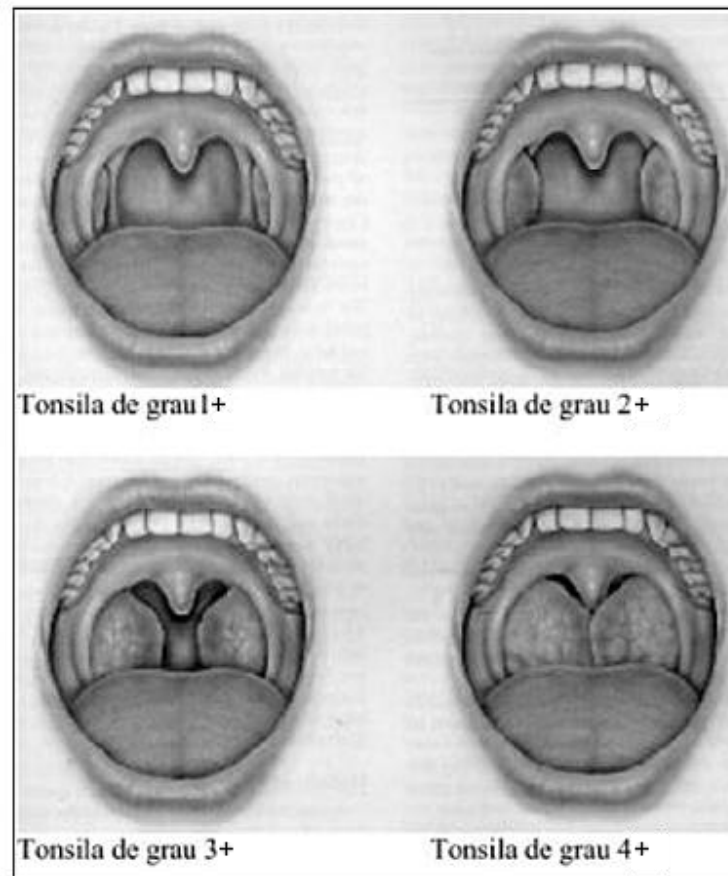 Tonsila de grau1+
Tonsila de grau 2+
Tonsila de grau 3+
Tonsila de grau 4+